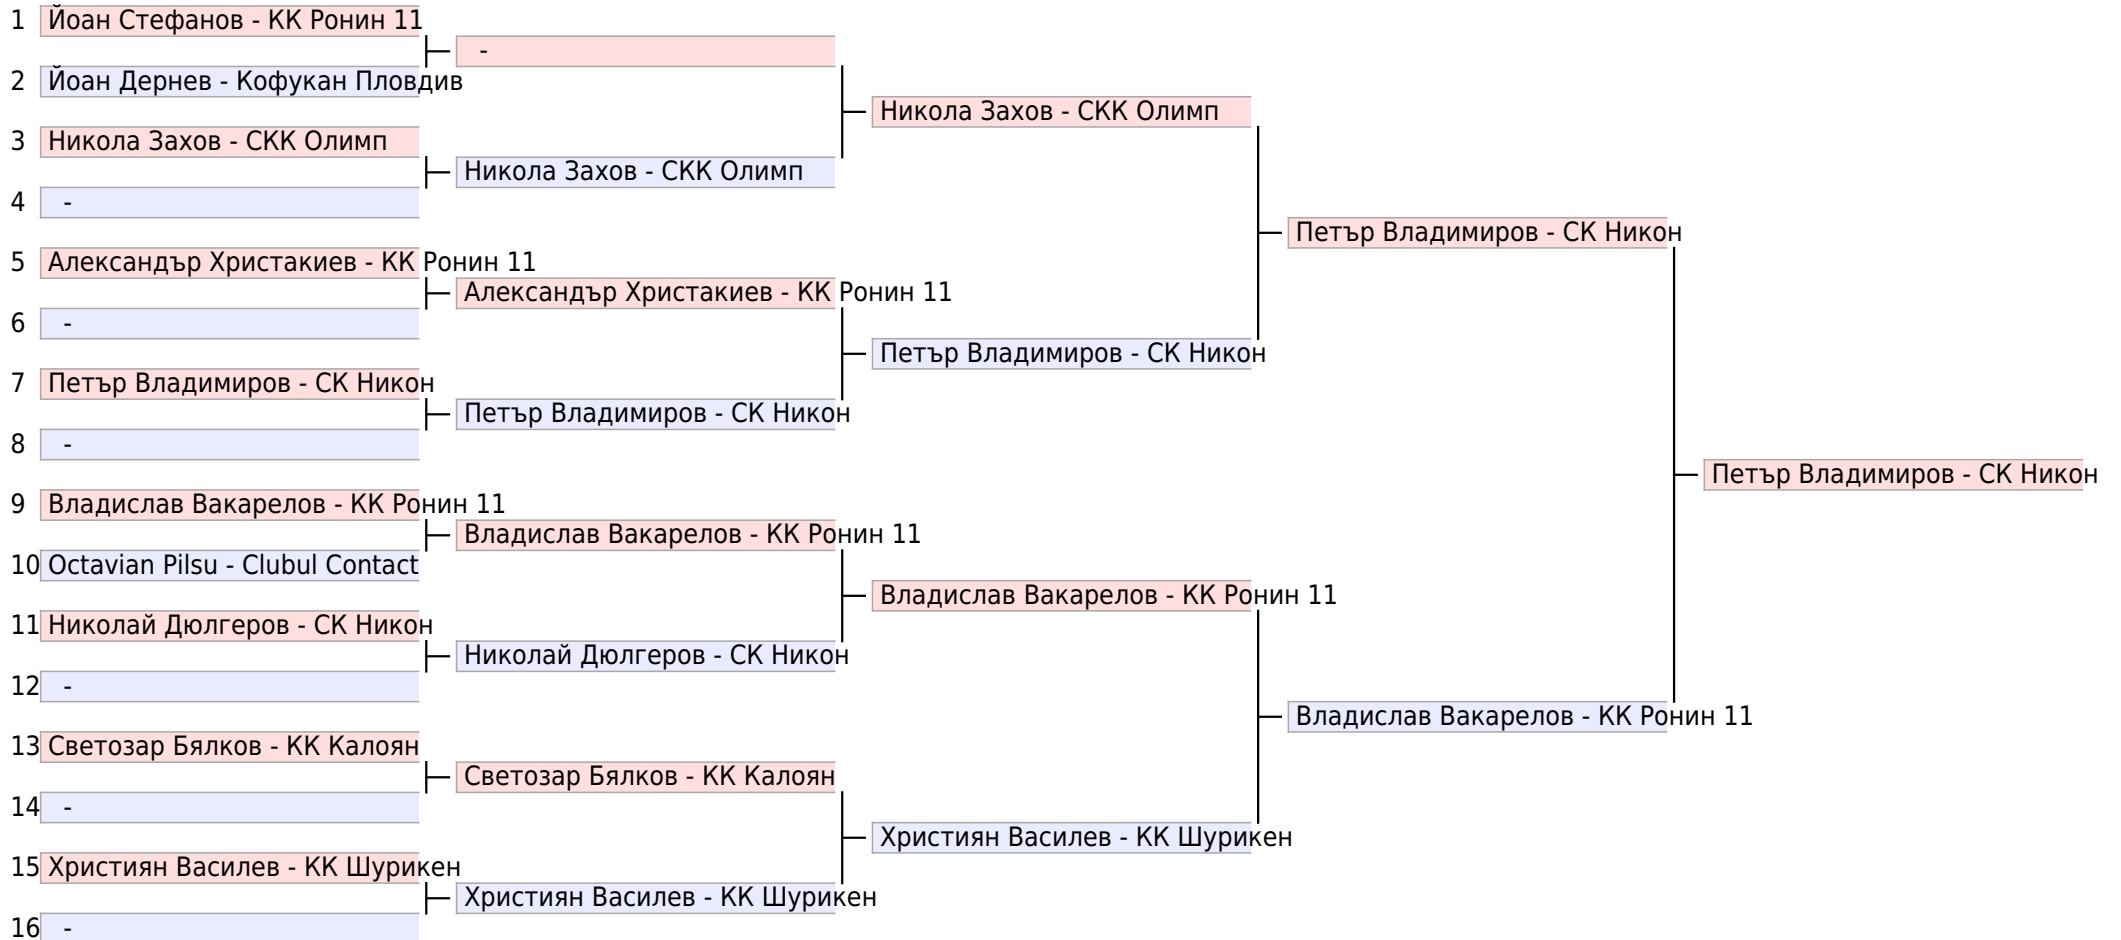 1 Йоан Стефанов - КК Ронин 11
-
2 Йоан Дернев - Кофукан Пловдив
Никола Захов - СКК Олимп
3 Никола Захов - СКК Олимп
Никола Захов - СКК Олимп
4 -
Петър Владимиров - СК Никон
5 Александър Христакиев - КК Ронин 11
Александър Христакиев - КК Ронин 11
6 -
Петър Владимиров - СК Никон
7 Петър Владимиров - СК Никон
Петър Владимиров - СК Никон
8 -
Петър Владимиров - СК Никон
9 Владислав Вакарелов - КК Ронин 11
Владислав Вакарелов - КК Ронин 11
10 Octavian Pilsu - Clubul Contact
Владислав Вакарелов - КК Ронин 11
11 Николай Дюлгеров - СК Никон
Николай Дюлгеров - СК Никон
12 -
Владислав Вакарелов - КК Ронин 11
13 Светозар Бялков - КК Калоян
Светозар Бялков - КК Калоян
14 -
Християн Василев - КК Шурикен
15 Християн Василев - КК Шурикен
Християн Василев - КК Шурикен
16 -